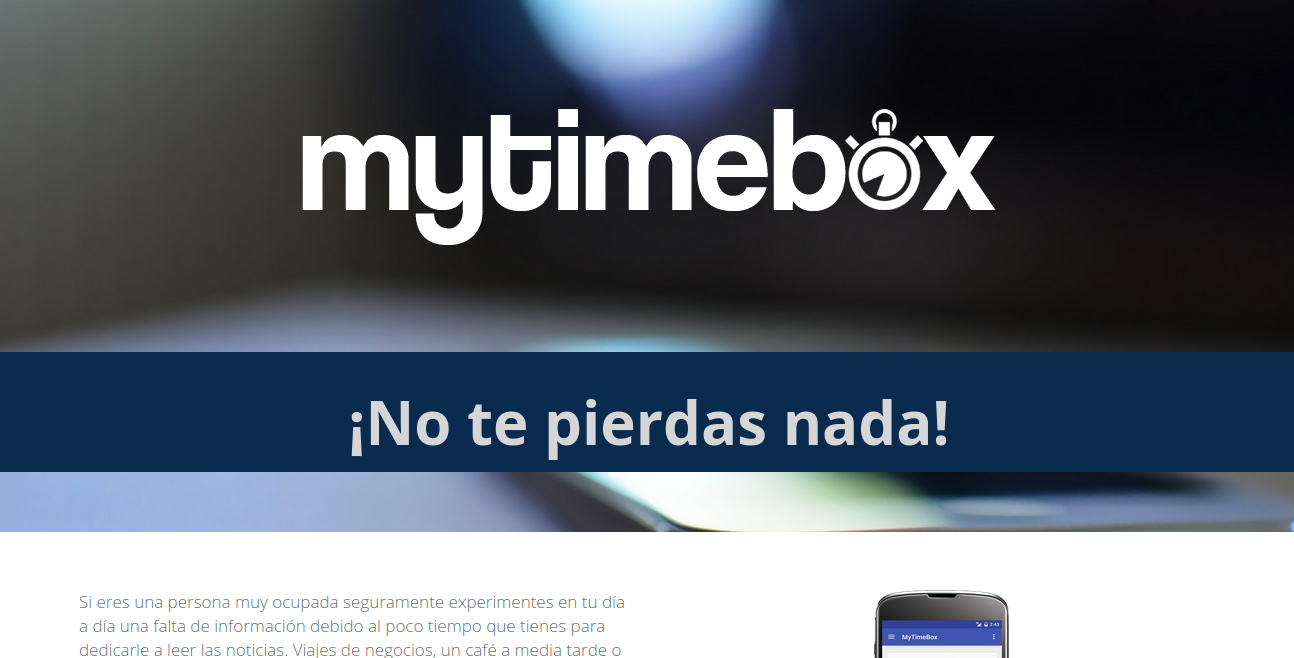 mytimebox
¡No te pierdas nada!
Si eres una persona muy ocupada seguramente experimentes en tu día
a día una falta de información debido al poco tiempo que tienes para
dedicarle a leer las noticias. Viajes de negocios, un café a media tarde o
2:43
MyTimeBox